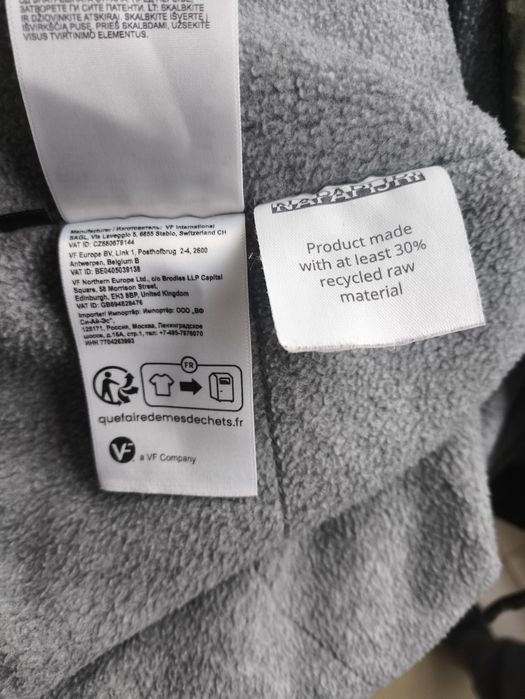 ЗАТВОРЕТЕ ГИ СИТЕ ПАТЕНТИ. LT: SKALBKITE
IR DŽIOVINKITE ATSKIRAI. SKALBKITE IŠVERTĘ Į
IŠVIRKŠČIĄ PUSĘ, PRIEŠ SKALBDAMI, UŽSEKITE
VISUS TVIRTINIMO ELEMENTUS.
Manufacturer / Изготовитель: VF International
SAGL, Via Laveggio 5, 6855 Stabio, Switzerland CH
VAT ID: CZ680679144
VF Europe BV, Link 1, Posthofbrug 2-4, 2600
Antwerpen, Belgium B
VAT ID: BE0405039138
VF Northern Europe Ltd., c/o Brodies LLP Capital
Square, 58 Morrison Street,
Edinburgh, EH3 8BP, United Kingdom
VAT ID: GB694828476
Importer/ Импортёр: Импортер: ООО „ВФ
Си-Ай-Эс"
125171, Россия, Москва, Ленинградское
шоссе, д.16А, стр.1, тел: +7-495-7976070
ИНН 7704263993
FR
quefairedemesdechets.fr
VF a VF Company
NAPAPIJRI
Product made
with at least 30%
recycled raw
material